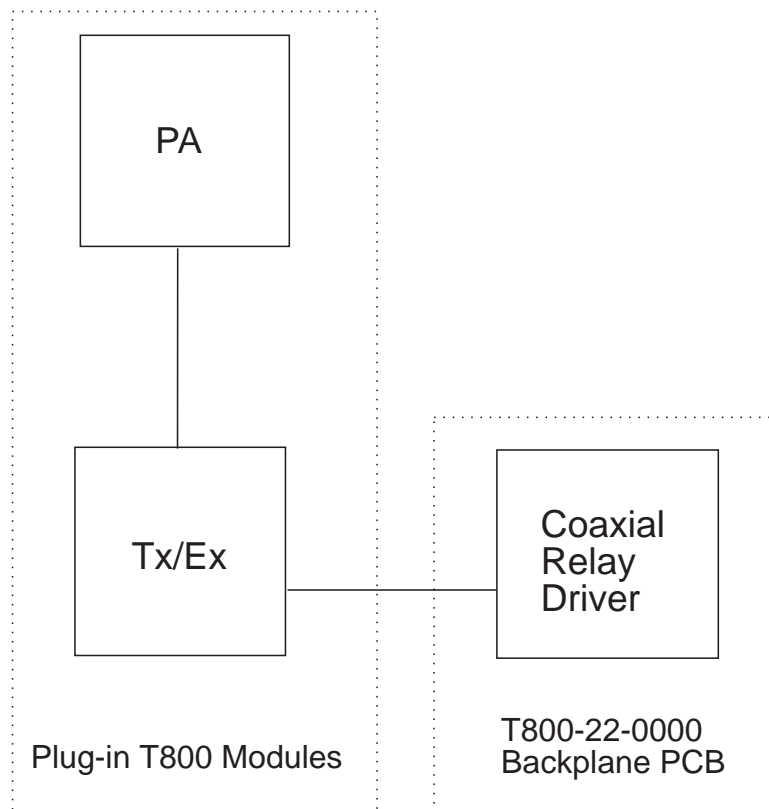 PA
Tx/Ex
Coaxial
Relay
Driver
Plug-in T800 Modules
T800-22-0000
Backplane PCB